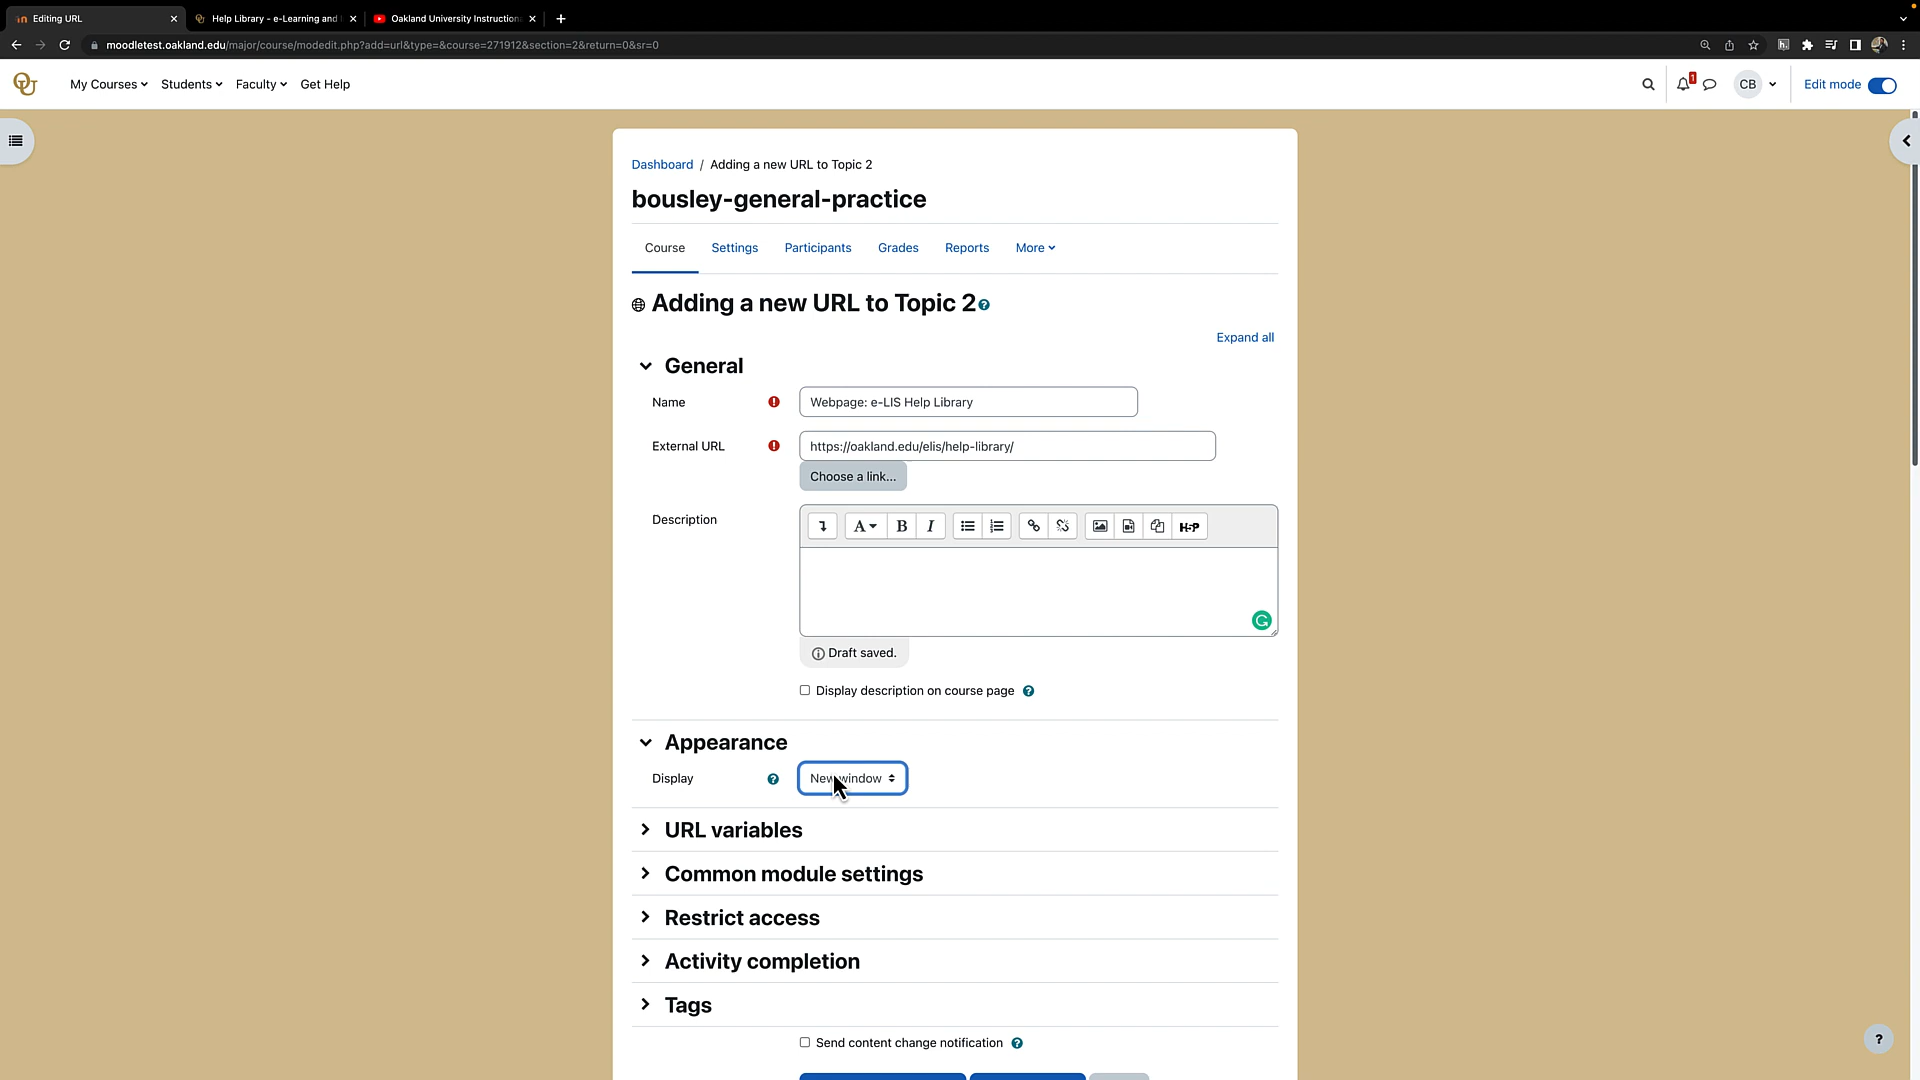 Editing URL
Help Library - e-Learning and
Oakland University Instruction
moodletest.oakland.edu/major/course/modedit.php?add=url&type=&course=271912&section=2&return=0&sr=0
OU My Courses Students Faculty Get Help 1 CB Edit mode
Dashboard / Adding a new URL to Topic 2
bousley-general-practice
Course Settings Participants Grades Reports More
Adding a new URL to Topic 2
Expand all
General
Name Webpage: e-LIS Help Library
External URL https://oakland.edu/elis/help-library/
Choose a link...
Description
A B I H5P
Draft saved.
Display description on course page
Appearance
Display New window
URL variables
Common module settings
Restrict access
Activity completion
Tags
Send content change notification